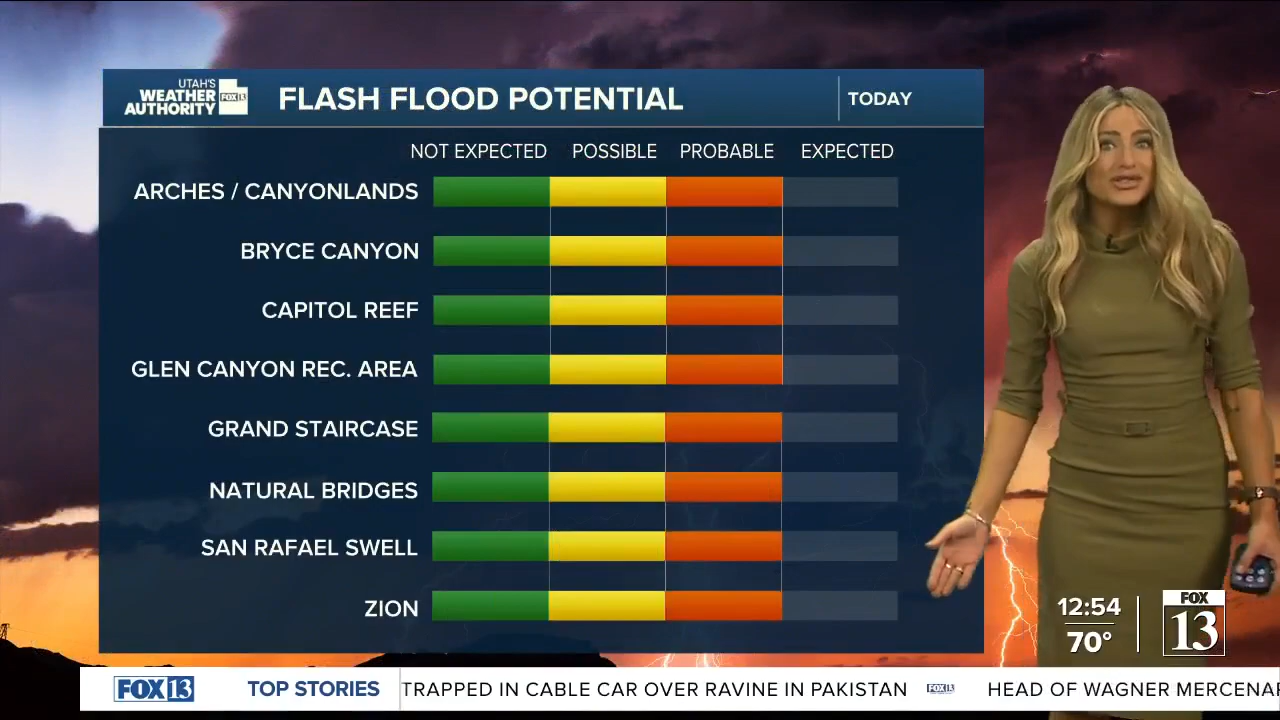 UTAH'S
WEATHER
AUTHORITY
FOX 13
FLASH FLOOD POTENTIAL
TODAY
NOT EXPECTED POSSIBLE PROBABLE EXPECTED
ARCHES / CANYONLANDS
BRYCE CANYON
CAPITOL REEF
GLEN CANYON REC. AREA
GRAND STAIRCASE
NATURAL BRIDGES
SAN RAFAEL SWELL
ZION
12:54
70°
FOX
13
FOX 13 TOP STORIES TRAPPED IN CABLE CAR OVER RAVINE IN PAKISTAN FOX 13 HEAD OF WAGNER MERCENAR